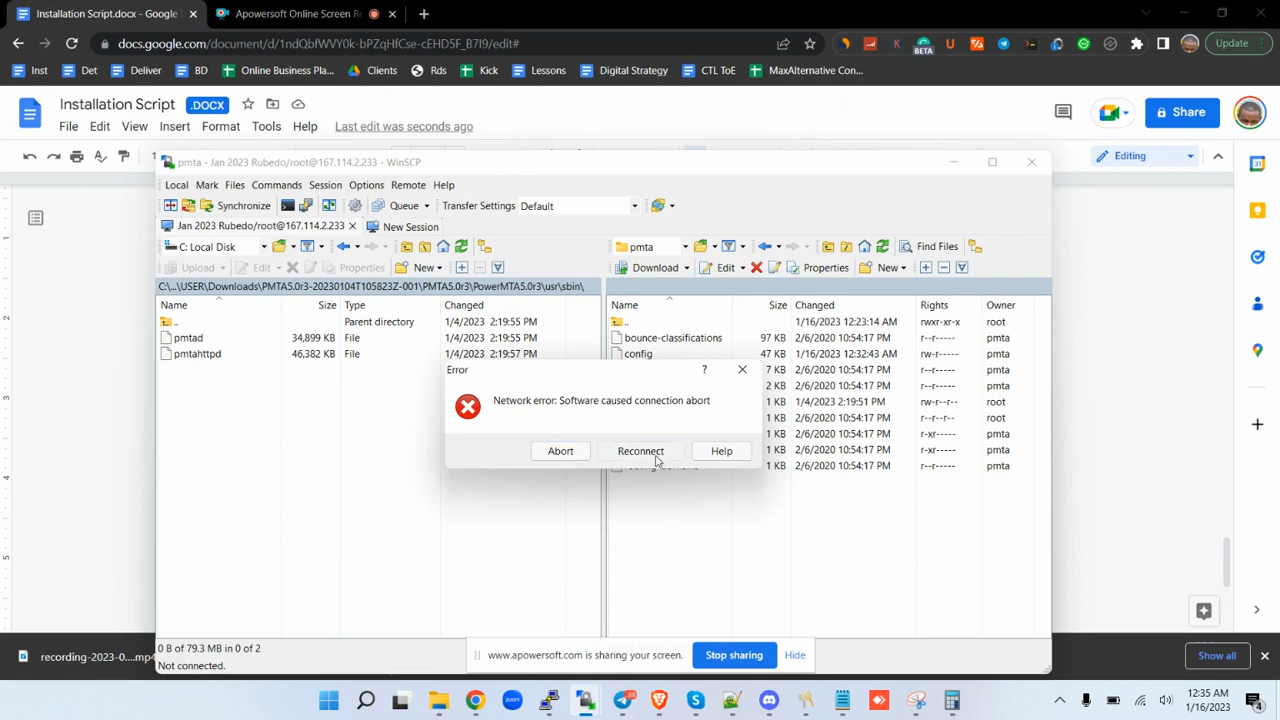 Installation Script.docx - Google
Apowersoft Online Screen Re
docs.google.com/document/d/1ndQbfWVY0k-bPZqHfCse-cEHD5F_B7l9/edit#
BETA
Update
Inst
Det
Deliver
BD
Online Business Pla...
Clients
Rds
Kick
Lessons
Digital Strategy
CTL ToE
MaxAlternative Con...
Installation Script
.DOCX
Share
File Edit View Insert Format Tools Help Last edit was seconds ago
Editing
pmta - Jan 2023 Rubedo/root@167.114.2.233 - WinSCP
Local Mark Files Commands Session Options Remote Help
Synchronize
Queue
Transfer Settings Default
Jan 2023 Rubedo/root@167.114.2.233
New Session
C: Local Disk
pmta
Find Files
Upload Edit Properties New
Download Edit Properties New
C:\...\USER\Downloads\PMTA5.0r3-20230104T105823Z-001\PMTA5.0r3\PowerMTA5.0r3\usr\sbin\
Name Size Type Changed
Name Size Changed Rights Owner
.. Parent directory 1/4/2023 2:19:55 PM
.. 1/16/2023 12:23:14 AM rwxr-xr-x root
pmtad 34,899 KB File 1/4/2023 2:19:55 PM
bounce-classifications 97 KB 2/6/2020 10:54:17 PM r--r----- pmta
pmtahttpd 46,382 KB File 1/4/2023 2:19:57 PM
config 47 KB 1/16/2023 12:32:43 AM rw-r----- pmta
7 KB 2/6/2020 10:54:17 PM r--r----- pmta
2 KB 2/6/2020 10:54:17 PM r--r----- pmta
1 KB 1/4/2023 2:19:51 PM rw-r--r-- root
1 KB 2/6/2020 10:54:17 PM r--r--r-- root
1 KB 2/6/2020 10:54:17 PM r-xr----- pmta
1 KB 2/6/2020 10:54:17 PM r-xr----- pmta
1 KB 2/6/2020 10:54:17 PM r--r----- pmta
Error
?
Network error: Software caused connection abort
Abort
Reconnect
Help
0 B of 79.3 MB in 0 of 2
Not connected.
www.apowersoft.com is sharing your screen.
Stop sharing
Hide
recording-2023-0....mp4
Show all
12:35 AM
1/16/2023
4
1
2
3
4
5
31